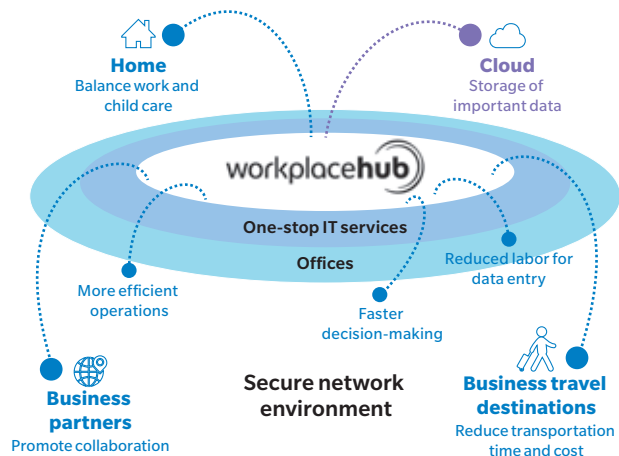 Home
Balance work and
child care
Cloud
Storage of
important data
workplacehub
One-stop IT services
Offices
More efficient
operations
Faster
decision-making
Reduced labor for
data entry
Business
partners
Promote collaboration
Secure network
environment
Business travel
destinations
Reduce transportation
time and cost